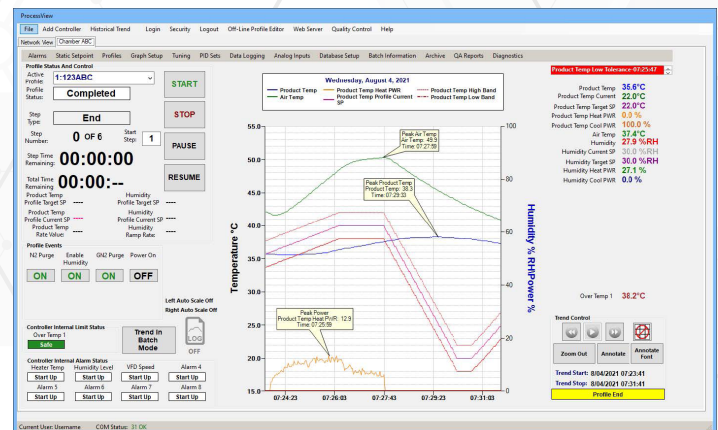 ProcessView
File Add Controller Historical Trend Login Security Logout Off-Line Profile Editor Web Server Quality Control Help
Network View Chamber ABC
Alarms Static Setpoint Profiles Graph Setup Tuning PID Sets Data Logging Analog Inputs Database Setup Batch Information Archive QA Reports Diagnostics
Profile Status And Control
Active Profile: 1:123ABC
START
Profile Status: Completed
Step Type: End
STOP
Step Number: 0 OF 6 Start Step: 1
PAUSE
Step Time Remaining: 00:00:00
Total Time Remaining: 00:00:--
RESUME
Product Temp Profile Target SP ---- Humidity Profile Target SP ----
Product Temp Profile Current SP ---- Humidity Profile Current SP ----
Product Temp Rate Value: ---- Humidity Ramp Rate: ----
Profile Events
N2 Purge Enable Humidity GN2 Purge Power On
ON ON ON OFF
Left Auto Scale Off
Right Auto Scale Off
Controller Internal Limit Status
Over Temp 1
Safe
Trend In Batch Mode
LOG
OFF
Controller Internal Alarm Status
Heater Temp Humidity Level VFD Speed Alarm 4
Start Up Start Up Start Up Start Up
Alarm 5 Alarm 6 Alarm 7 Alarm 8
Start Up Start Up Start Up Start Up
Wednesday, August 4, 2021
Product Temp Product Temp Heat PWR Product Temp High Band
Air Temp Product Temp Profile Current SP Product Temp Low Band
Temperature °C
55.0
50.0
45.0
40.0
35.0
30.0
25.0
20.0
15.0
Peak Air Temp
Air Temp: 49.9
Time: 07:27:59
Peak Product Temp
Product Temp: 38.3
Time: 07:29:33
Peak Power
Product Temp Heat PWR: 12.9
Time: 07:25:59
100
80
60
40
20
0
Humidity % RH/Power %
07:24:23 07:26:03 07:27:43 07:29:23 07:31:03
Product Temp Low Tolerance-07:25:47
Product Temp 35.6°C
Product Temp Current 22.0°C
Product Temp Target SP 22.0°C
Product Temp Heat PWR 0.0 %
Product Temp Cool PWR 100.0 %
Air Temp 37.4°C
Humidity 27.9 %RH
Humidity Current SP 30.0 %RH
Humidity Target SP 30.0 %RH
Humidity Heat PWR 27.1 %
Humidity Cool PWR 0.0 %
Over Temp 1 38.2°C
Trend Control
Zoom Out Annotate Annotate Font
Trend Start: 8/04/2021 07:23:41
Trend Stop: 8/04/2021 07:31:41
Profile End
Current User: Username COM Status: 31 OK